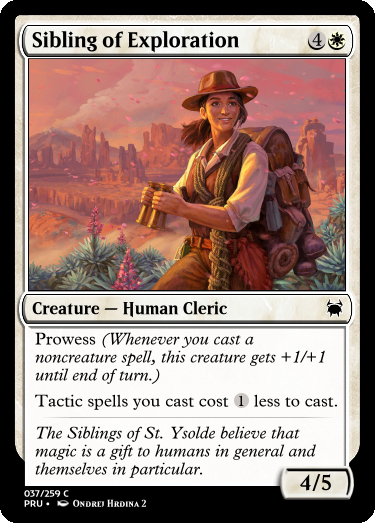 Sibling of Exploration 4
Creature — Human Cleric
Prowess (Whenever you cast a
noncreature spell, this creature gets +1/+1
until end of turn.)
Tactic spells you cast cost 1 less to cast.
The Siblings of St. Ysolde believe that
magic is a gift to humans in general and
themselves in particular.
4/5
037/259 C
PRU • Ondrej Hrdina 2